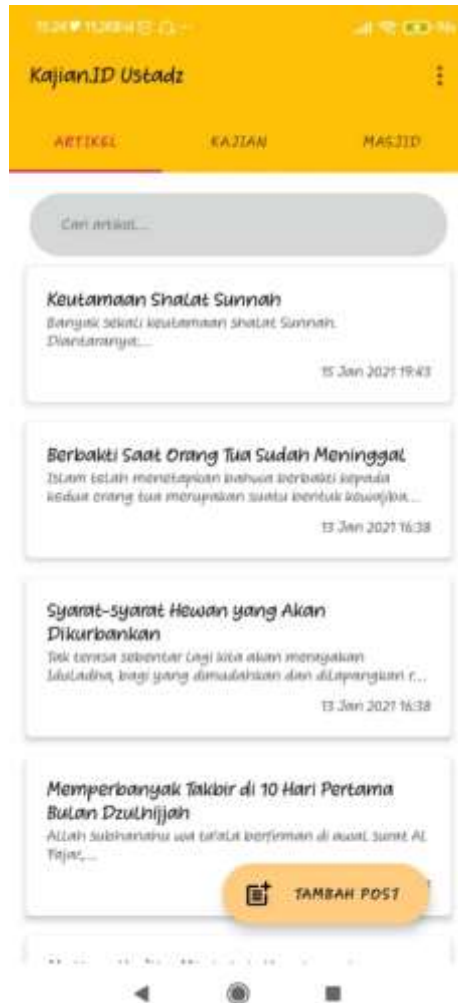 Kajian.ID Ustadz
ARTIKEL
KAJIAN
MASJID
Cari artikel...
Keutamaan Shalat Sunnah
Banyak sekali keutamaan shalat Sunnah.
Diantaranya:...
15 Jan 2021 19:43
Berbakti Saat Orang Tua Sudah Meninggal
Islam telah menetapkan bahwa berbakti kepada
kedua orang tua merupakan suatu bentuk kewajiba...
13 Jan 2021 16:38
Syarat-syarat Hewan yang Akan
Dikurbankan
Tak terasa sebentar lagi kita akan merayakan
Iduladha, bagi yang dimudahkan dan dilapangkan r...
13 Jan 2021 16:38
Memperbanyak Takbir di 10 Hari Pertama
Bulan Dzulhijjah
Allah Subhanahu wa ta'ala berfirman di awal surat Al
Fajar,...
TAMBAH POST